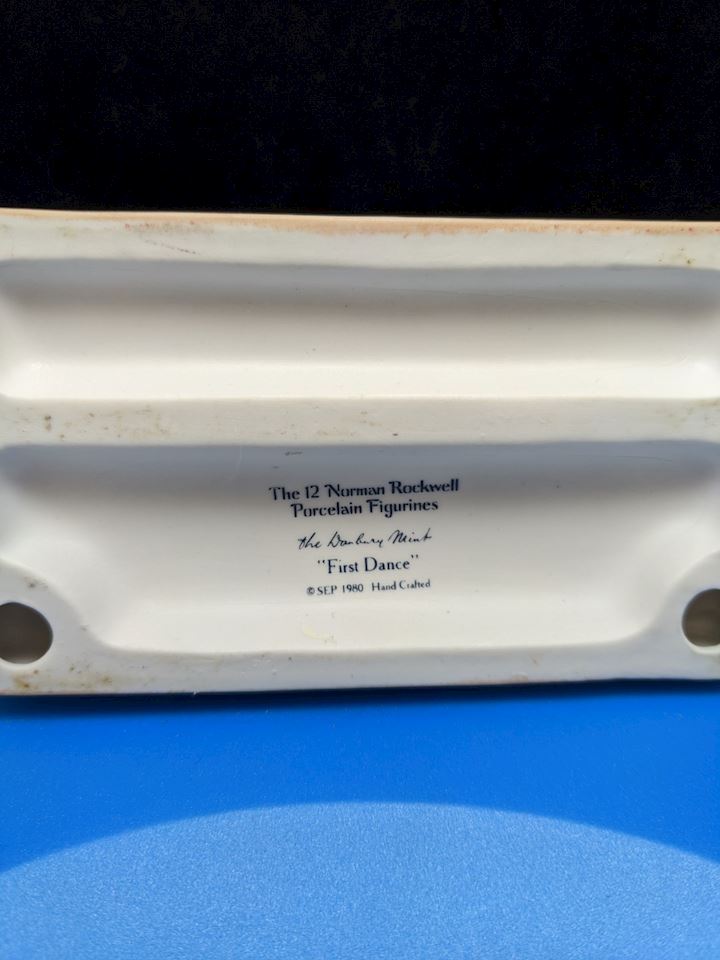 The 12 Norman Rockwell
Porcelain Figurines
the Danbury Mint
"First Dance"
© SEP 1980 Hand Crafted